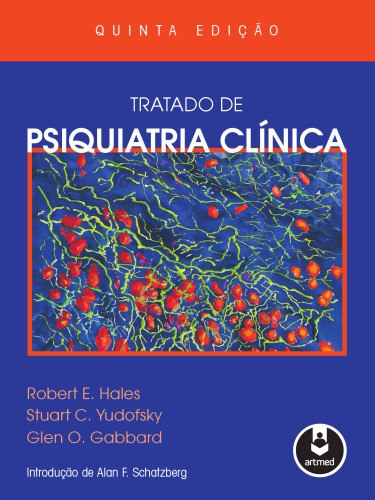 QUINTA EDIÇÃO
TRATADO DE
PSIQUIATRIA CLÍNICA
Robert E. Hales
Stuart C. Yudofsky
Glen O. Gabbard
Introdução de Alan F. Schatzberg
artmed